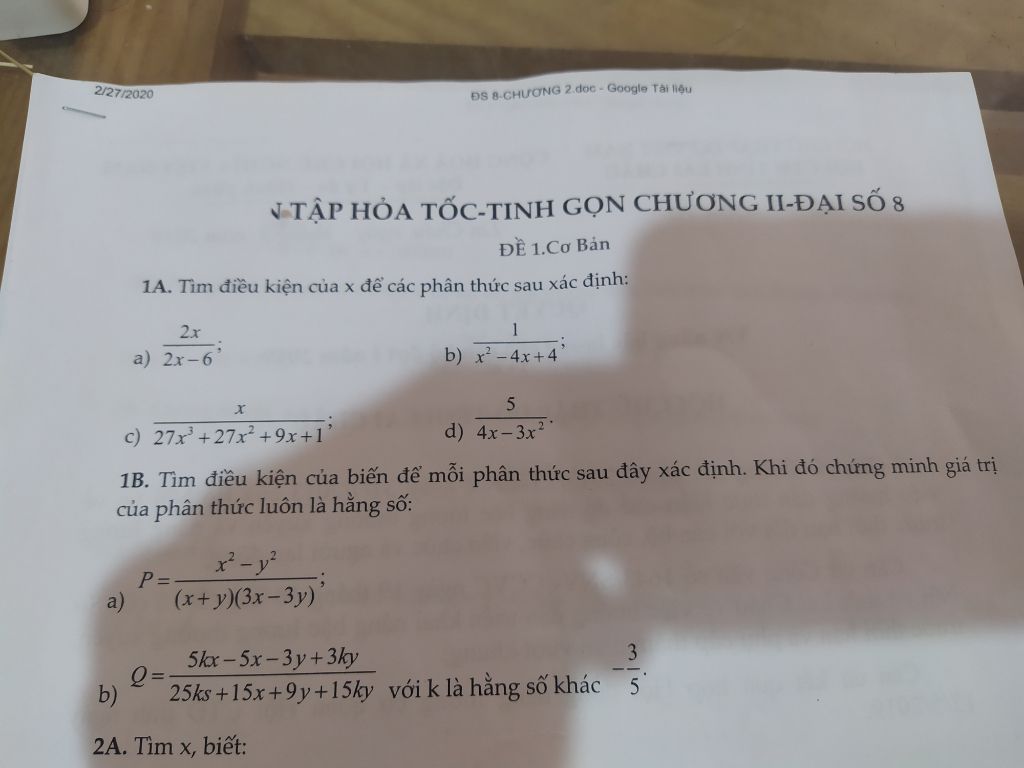 2/27/2020
ĐS 8-CHƯƠNG 2.doc - Google Tài liệu
TẬP HỎA TỐC-TINH GỌN CHƯƠNG II-ĐẠI SỐ 8
ĐỀ 1.Cơ Bản
1A. Tìm điều kiện của x để các phân thức sau xác định:
a) 2x/(2x – 6); b) 1/(x² – 4x + 4);
c) x/(27x³ + 27x² + 9x + 1); d) 5/(4x – 3x²).
1B. Tìm điều kiện của biến để mỗi phân thức sau đây xác định. Khi đó chứng minh giá trị
của phân thức luôn là hằng số:
a) P = (x² – y²)/((x + y)(3x – 3y));
b) Q = (5kx – 5x – 3y + 3ky)/(25ks + 15x + 9y + 15ky) với k là hằng số khác –3/5.
2A. Tìm x, biết: